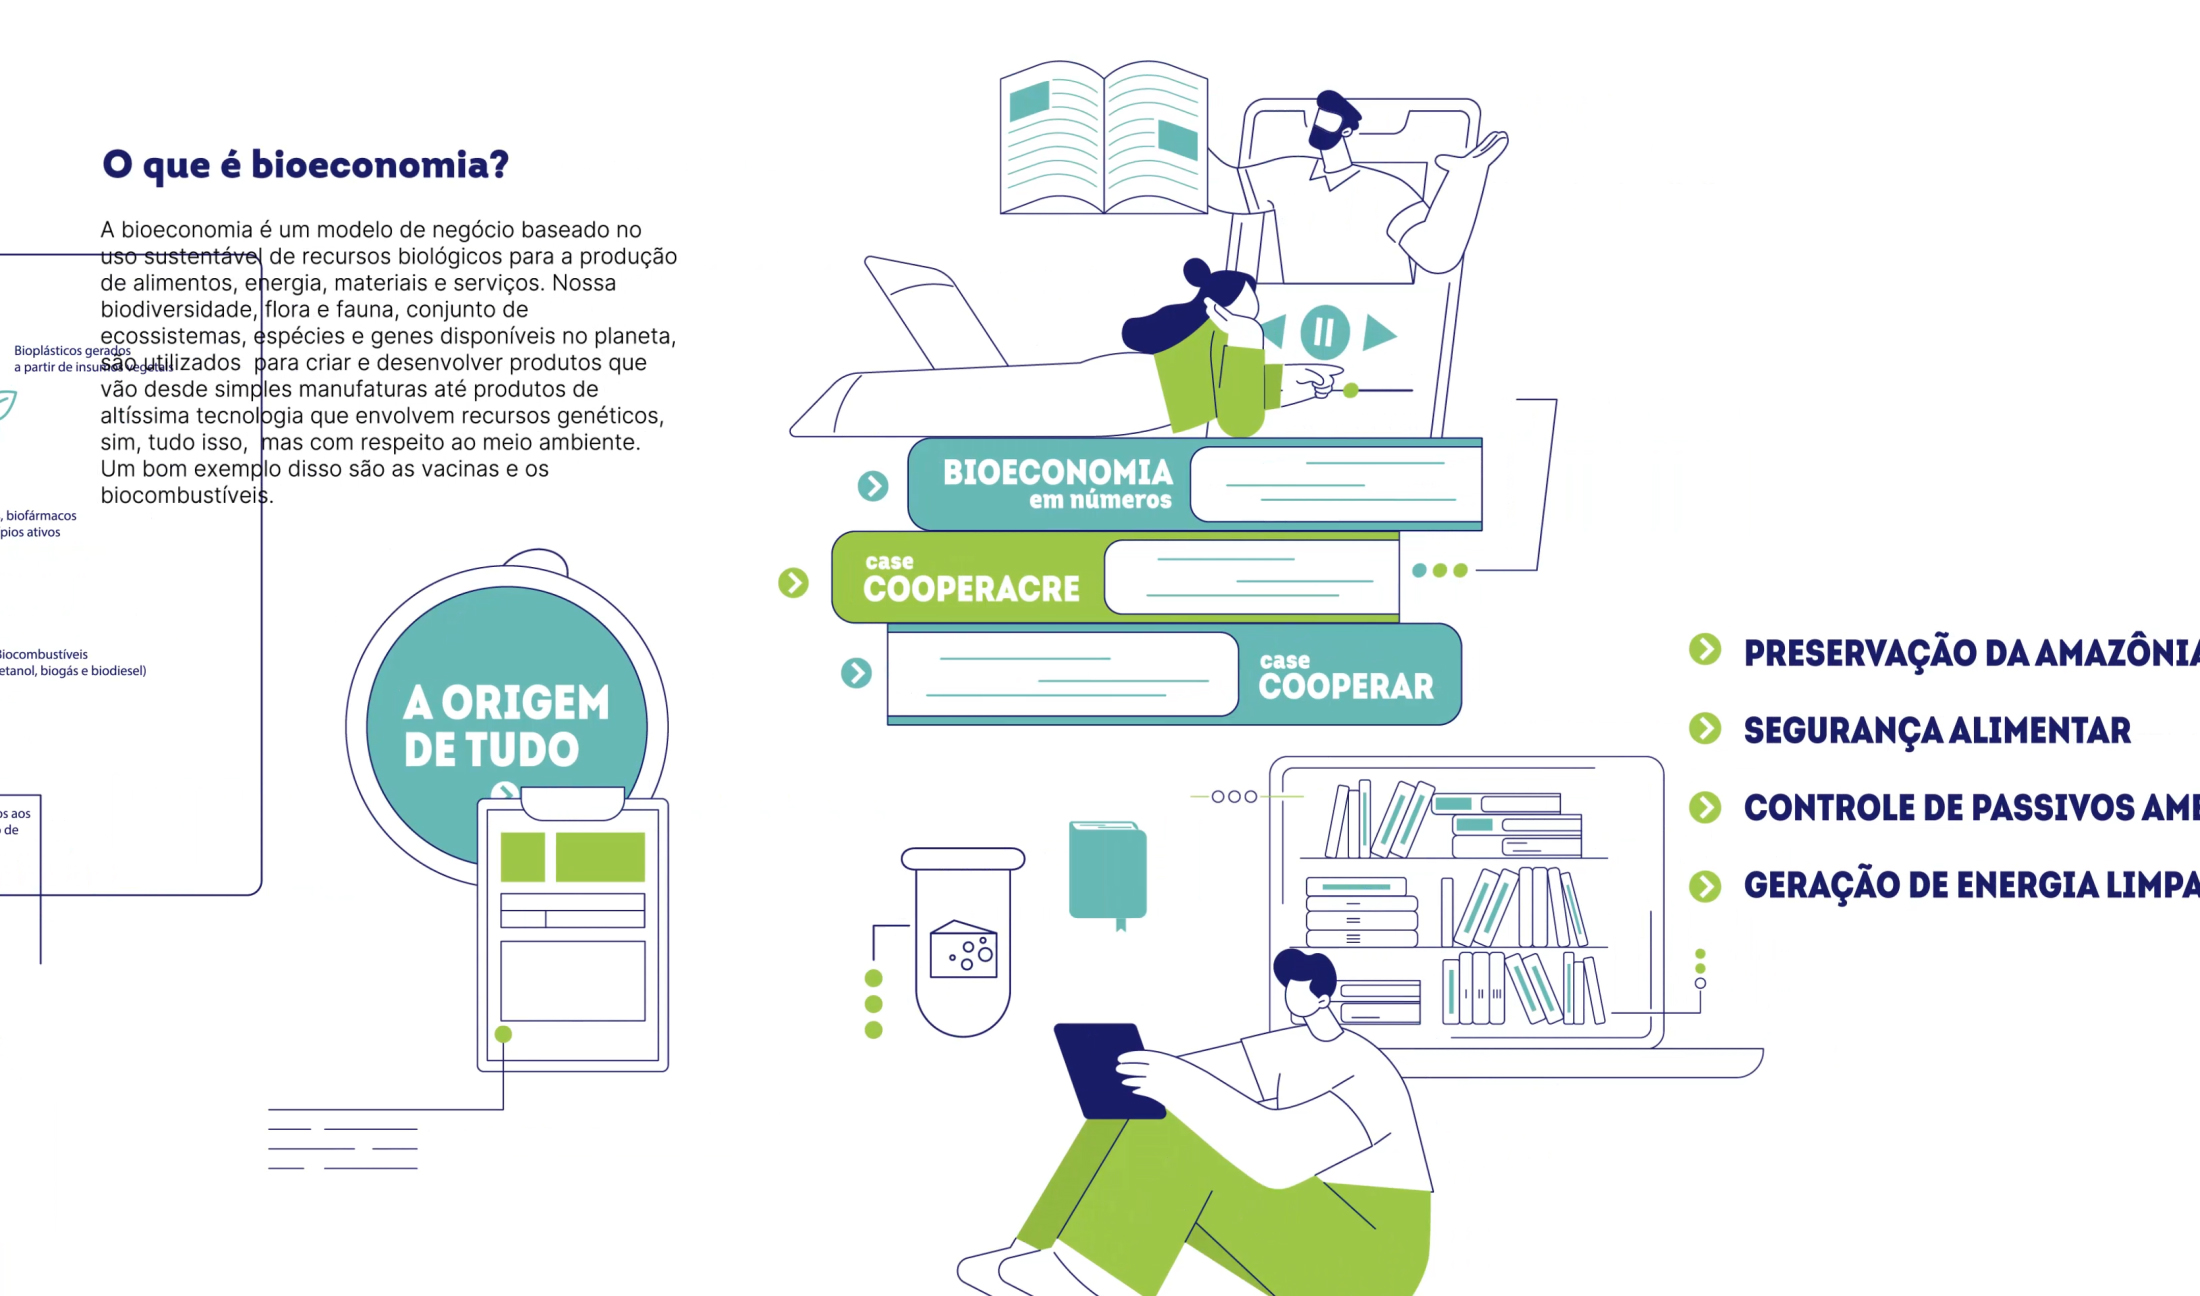 O que é bioeconomia?
A bioeconomia é um modelo de negócio baseado no
uso sustentável de recursos biológicos para a produção
de alimentos, energia, materiais e serviços. Nossa
biodiversidade, flora e fauna, conjunto de
ecossistemas, espécies e genes disponíveis no planeta,
são utilizados para criar e desenvolver produtos que
vão desde simples manufaturas até produtos de
altíssima tecnologia que envolvem recursos genéticos,
sim, tudo isso, mas com respeito ao meio ambiente.
Um bom exemplo disso são as vacinas e os
biocombustíveis.
Bioplásticos gerados
a partir de insumos vegetais
, biofármacos
pios ativos
Biocombustíveis
etanol, biogás e biodiesel)
os aos
o de
A ORIGEM
DE TUDO
BIOECONOMIA
em números
case
COOPERACRE
case
COOPERAR
PRESERVAÇÃO DA AMAZÔNIA
SEGURANÇA ALIMENTAR
CONTROLE DE PASSIVOS AMB
GERAÇÃO DE ENERGIA LIMPA